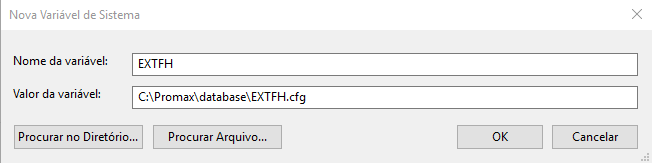 Nova Variável de Sistema
Nome da variável: EXTFH
Valor da variável: C:\Promax\database\EXTFH.cfg
Procurar no Diretório... Procurar Arquivo... OK Cancelar